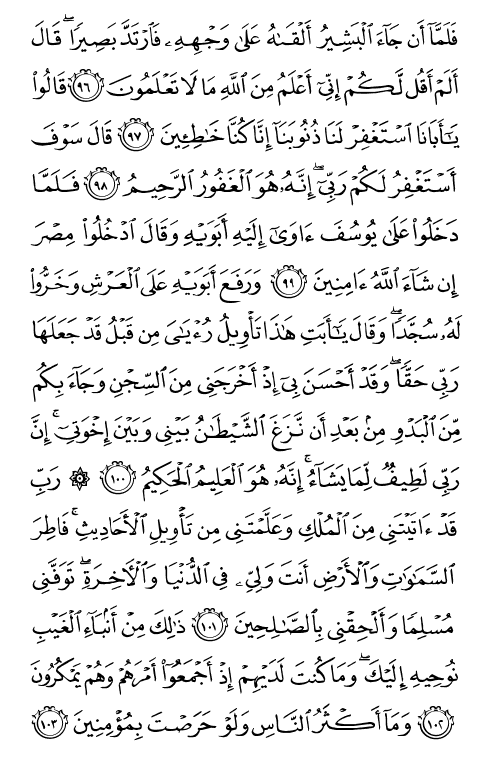 فَلَمَّآ أَن جَآءَ ٱلْبَشِيرُ أَلْقَىٰهُ عَلَىٰ وَجْهِهِۦ فَٱرْتَدَّ بَصِيرًا ۖ قَالَ
أَلَمْ أَقُل لَّكُمْ إِنِّىٓ أَعْلَمُ مِنَ ٱللَّهِ مَا لَا تَعْلَمُونَ ٩٦ قَالُوا۟
يَـٰٓأَبَانَا ٱسْتَغْفِرْ لَنَا ذُنُوبَنَآ إِنَّا كُنَّا خَـٰطِـِٔينَ ٩٧ قَالَ سَوْفَ
أَسْتَغْفِرُ لَكُمْ رَبِّىٓ ۖ إِنَّهُۥ هُوَ ٱلْغَفُورُ ٱلرَّحِيمُ ٩٨ فَلَمَّا
دَخَلُوا۟ عَلَىٰ يُوسُفَ ءَاوَىٰٓ إِلَيْهِ أَبَوَيْهِ وَقَالَ ٱدْخُلُوا۟ مِصْرَ
إِن شَآءَ ٱللَّهُ ءَامِنِينَ ٩٩ وَرَفَعَ أَبَوَيْهِ عَلَى ٱلْعَرْشِ وَخَرُّوا۟
لَهُۥ سُجَّدًا ۖ وَقَالَ يَـٰٓأَبَتِ هَـٰذَا تَأْوِيلُ رُءْيَـٰىَ مِن قَبْلُ قَدْ جَعَلَهَا
رَبِّى حَقًّا ۖ وَقَدْ أَحْسَنَ بِىٓ إِذْ أَخْرَجَنِى مِنَ ٱلسِّجْنِ وَجَآءَ بِكُم
مِّنَ ٱلْبَدْوِ مِنۢ بَعْدِ أَن نَّزَغَ ٱلشَّيْطَـٰنُ بَيْنِى وَبَيْنَ إِخْوَتِىٓ ۚ إِنَّ
رَبِّى لَطِيفٌ لِّمَا يَشَآءُ ۚ إِنَّهُۥ هُوَ ٱلْعَلِيمُ ٱلْحَكِيمُ ١٠٠ ۞ رَبِّ
قَدْ ءَاتَيْتَنِى مِنَ ٱلْمُلْكِ وَعَلَّمْتَنِى مِن تَأْوِيلِ ٱلْأَحَادِيثِ ۚ فَاطِرَ
ٱلسَّمَـٰوَٰتِ وَٱلْأَرْضِ أَنتَ وَلِىِّۦ فِى ٱلدُّنْيَا وَٱلْـَٔاخِرَةِ ۖ تَوَفَّنِى
مُسْلِمًا وَأَلْحِقْنِى بِٱلصَّـٰلِحِينَ ١٠١ ذَٰلِكَ مِنْ أَنۢبَآءِ ٱلْغَيْبِ
نُوحِيهِ إِلَيْكَ ۖ وَمَا كُنتَ لَدَيْهِمْ إِذْ أَجْمَعُوٓا۟ أَمْرَهُمْ وَهُمْ يَمْكُرُونَ
١٠٢ وَمَآ أَكْثَرُ ٱلنَّاسِ وَلَوْ حَرَصْتَ بِمُؤْمِنِينَ ١٠٣